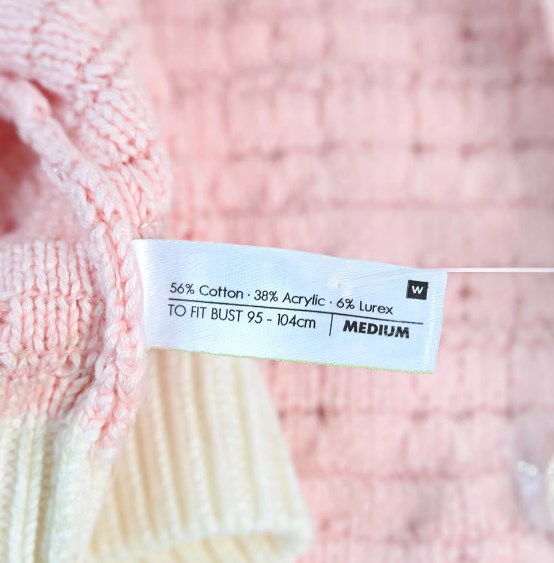 W
56% Cotton · 38% Acrylic · 6% Lurex
TO FIT BUST 95 - 104cm | MEDIUM